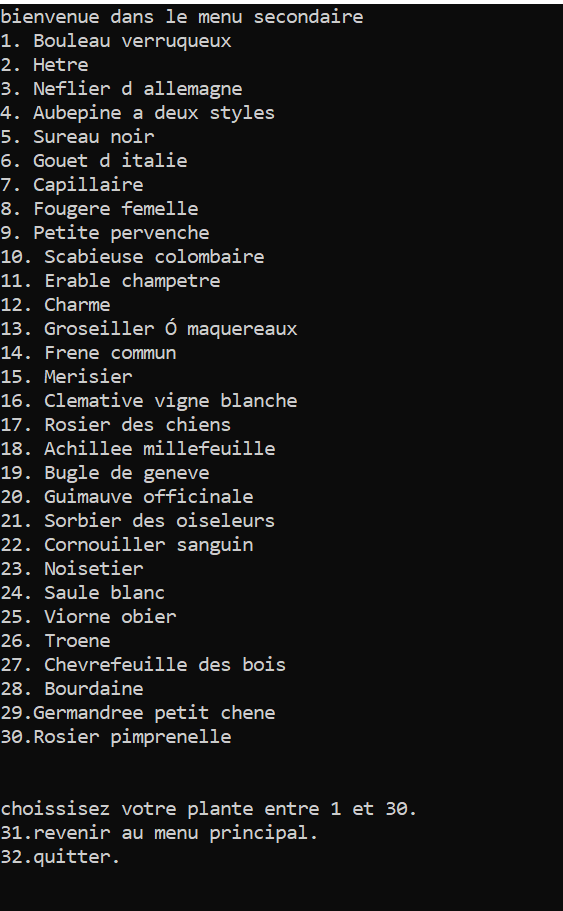 bienvenue dans le menu secondaire
1. Bouleau verruqueux
2. Hetre
3. Neflier d allemagne
4. Aubepine a deux styles
5. Sureau noir
6. Gouet d italie
7. Capillaire
8. Fougere femelle
9. Petite pervenche
10. Scabieuse colombaire
11. Erable champetre
12. Charme
13. Groseiller Ó maquereaux
14. Frene commun
15. Merisier
16. Clemative vigne blanche
17. Rosier des chiens
18. Achillee millefeuille
19. Bugle de geneve
20. Guimauve officinale
21. Sorbier des oiseleurs
22. Cornouiller sanguin
23. Noisetier
24. Saule blanc
25. Viorne obier
26. Troene
27. Chevrefeuille des bois
28. Bourdaine
29.Germandree petit chene
30.Rosier pimprenelle
choissisez votre plante entre 1 et 30.
31.revenir au menu principal.
32.quitter.